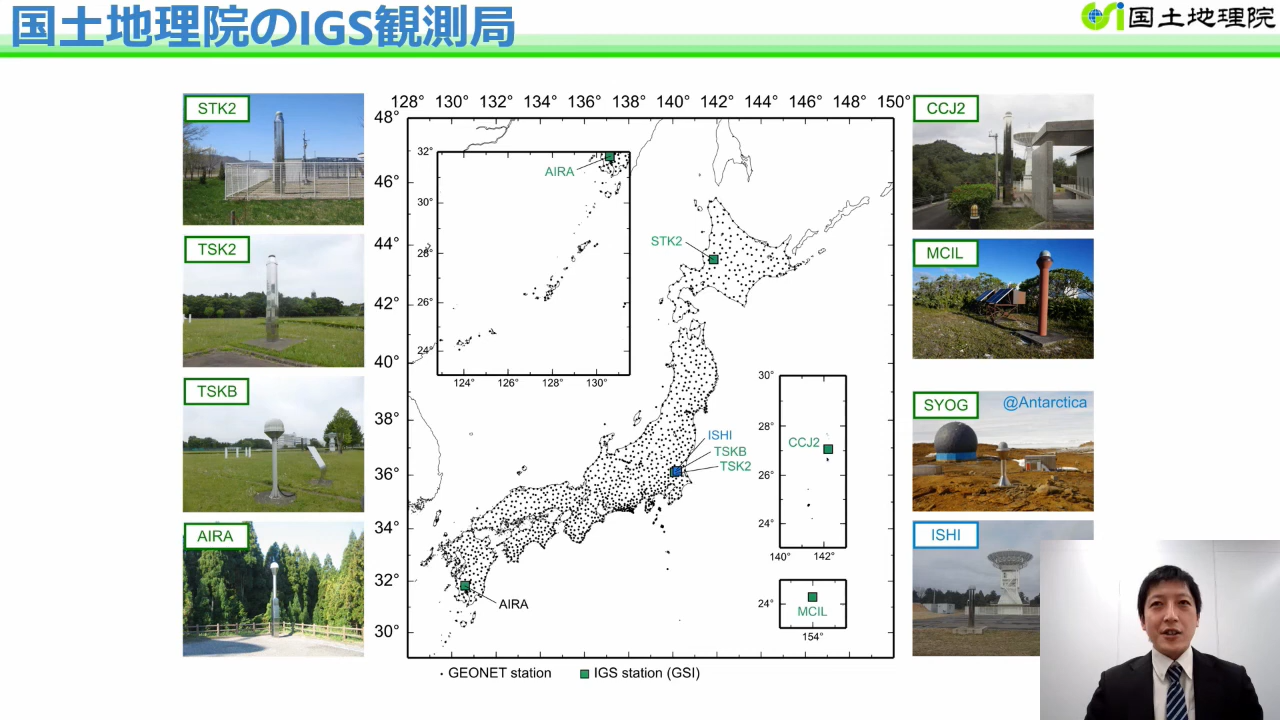 国土地理院のIGS観測局
国土地理院
STK2
TSK2
TSKB
AIRA
128° 130° 132° 134° 136° 138° 140° 142° 144° 146° 148° 150°
48°
46°
44°
42°
40°
38°
36°
34°
32°
30°
32°
30°
28°
26°
24°
124° 126° 128° 130°
AIRA
STK2
ISHI
TSKB
TSK2
AIRA
30°
28°
26°
24°
140° 142°
CCJ2
24°
MCIL
154°
GEONET station
IGS station (GSI)
CCJ2
MCIL
SYOG
@Antarctica
ISHI